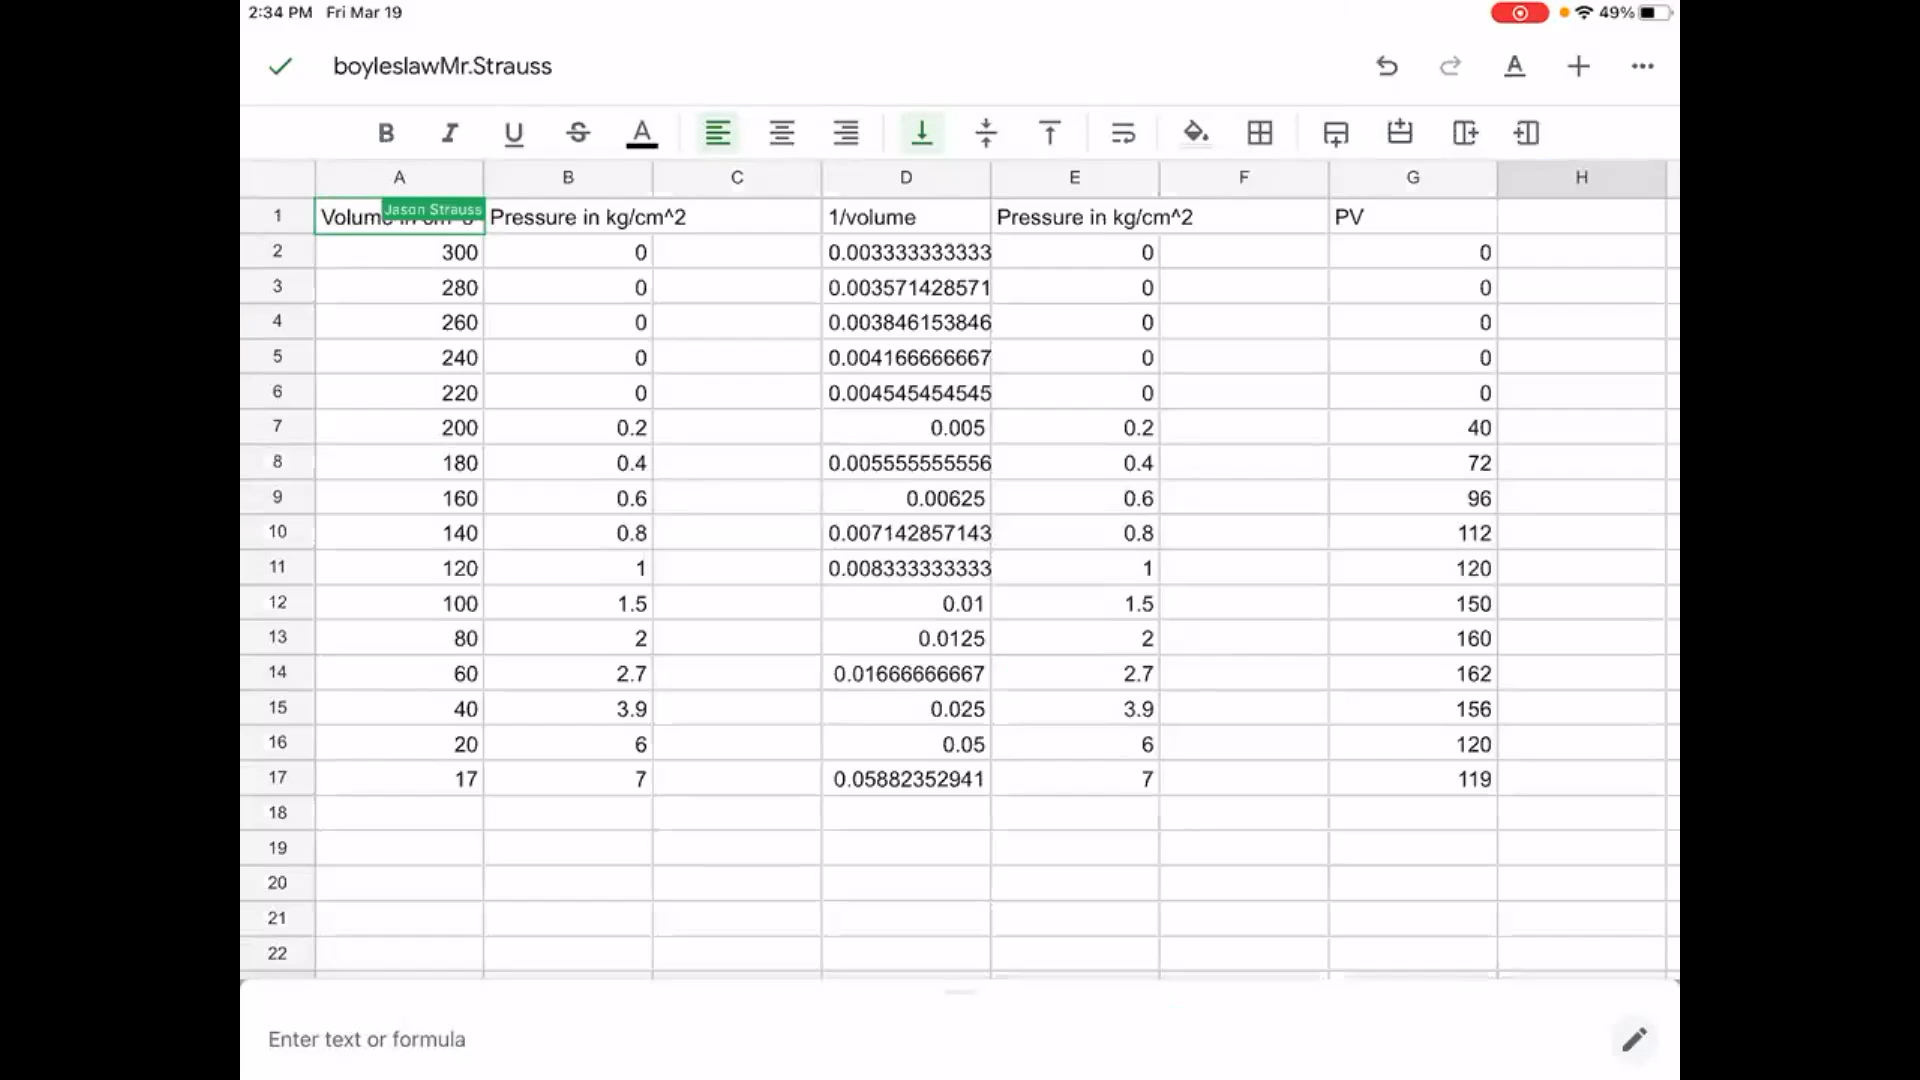 2:34 PM Fri Mar 19 49%
boyleslawMr.Strauss
B I U S A
A B C D E F G H
Jason Strauss
1 Volume in cm^3 Pressure in kg/cm^2 1/volume Pressure in kg/cm^2 PV
2 300 0 0.003333333333 0 0
3 280 0 0.003571428571 0 0
4 260 0 0.003846153846 0 0
5 240 0 0.004166666667 0 0
6 220 0 0.004545454545 0 0
7 200 0.2 0.005 0.2 40
8 180 0.4 0.005555555556 0.4 72
9 160 0.6 0.00625 0.6 96
10 140 0.8 0.007142857143 0.8 112
11 120 1 0.008333333333 1 120
12 100 1.5 0.01 1.5 150
13 80 2 0.0125 2 160
14 60 2.7 0.01666666667 2.7 162
15 40 3.9 0.025 3.9 156
16 20 6 0.05 6 120
17 17 7 0.05882352941 7 119
18
19
20
21
22
Enter text or formula